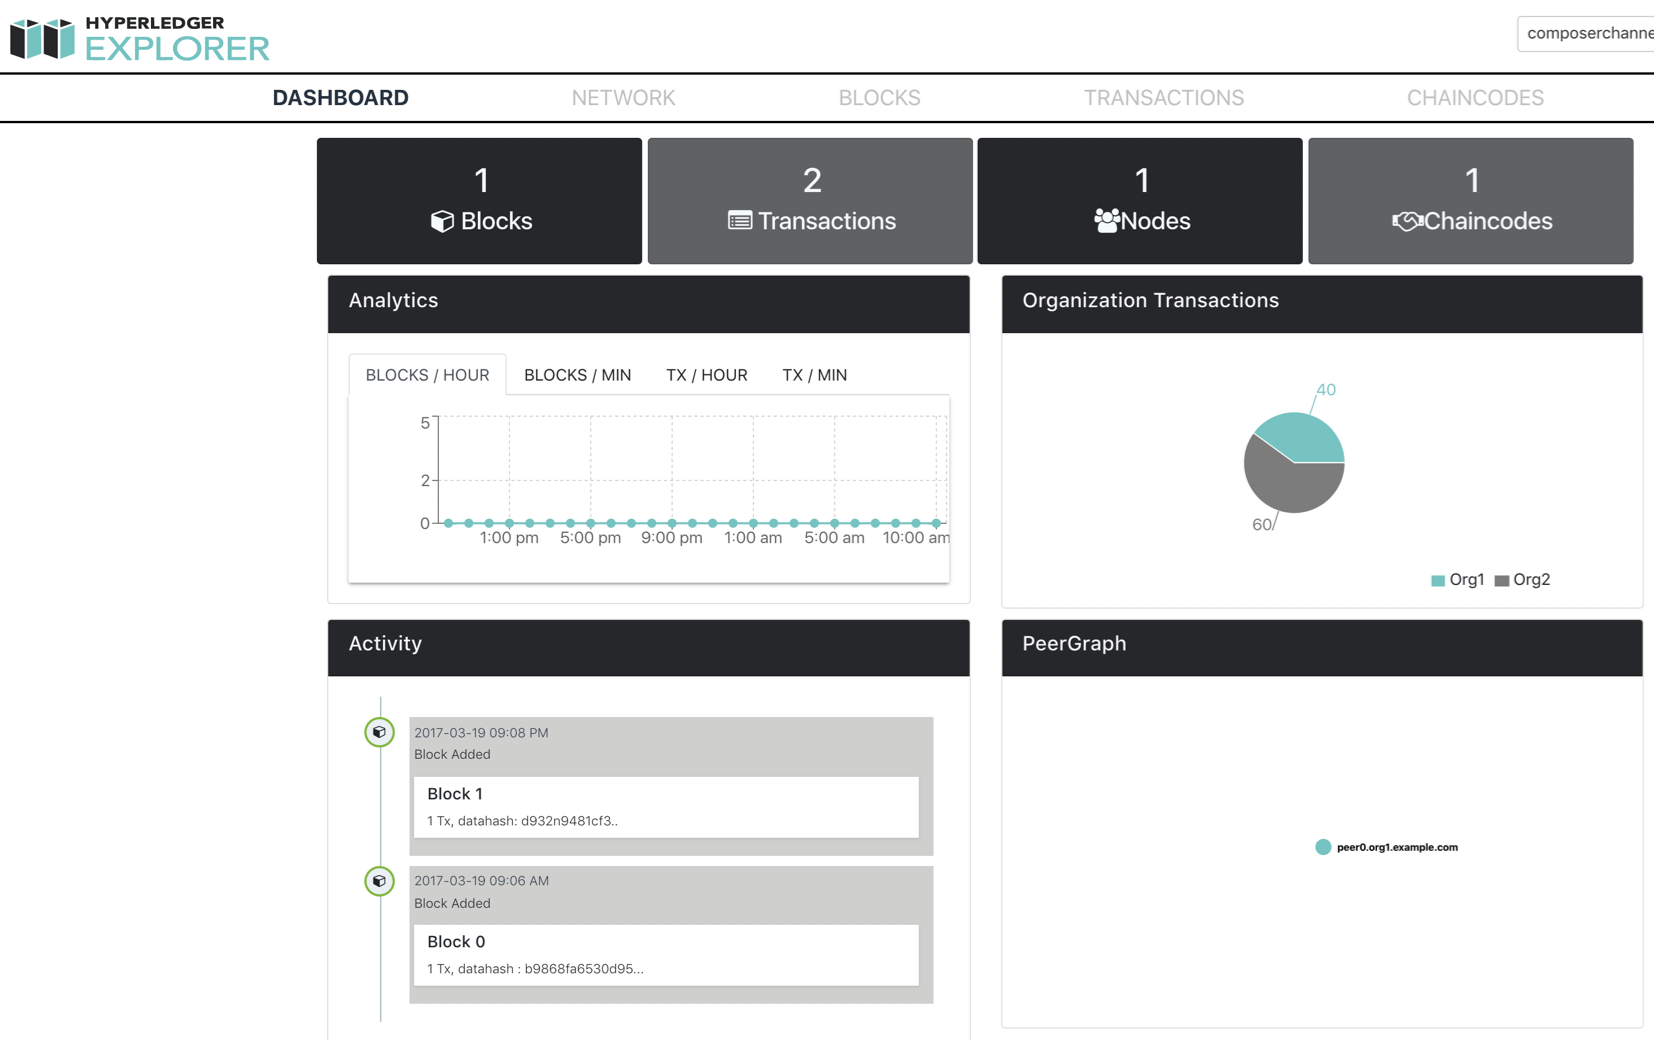 HYPERLEDGER
EXPLORER
composerchanne
DASHBOARD NETWORK BLOCKS TRANSACTIONS CHAINCODES
1 2 1 1
Blocks Transactions Nodes Chaincodes
Analytics
BLOCKS / HOUR BLOCKS / MIN TX / HOUR TX / MIN
5
2
0
1:00 pm 5:00 pm 9:00 pm 1:00 am 5:00 am 10:00 am
Organization Transactions
40
60
Org1 Org2
Activity
2017-03-19 09:08 PM
Block Added
Block 1
1 Tx, datahash: d932n9481cf3..
2017-03-19 09:06 AM
Block Added
Block 0
1 Tx, datahash : b9868fa6530d95...
PeerGraph
peer0.org1.example.com